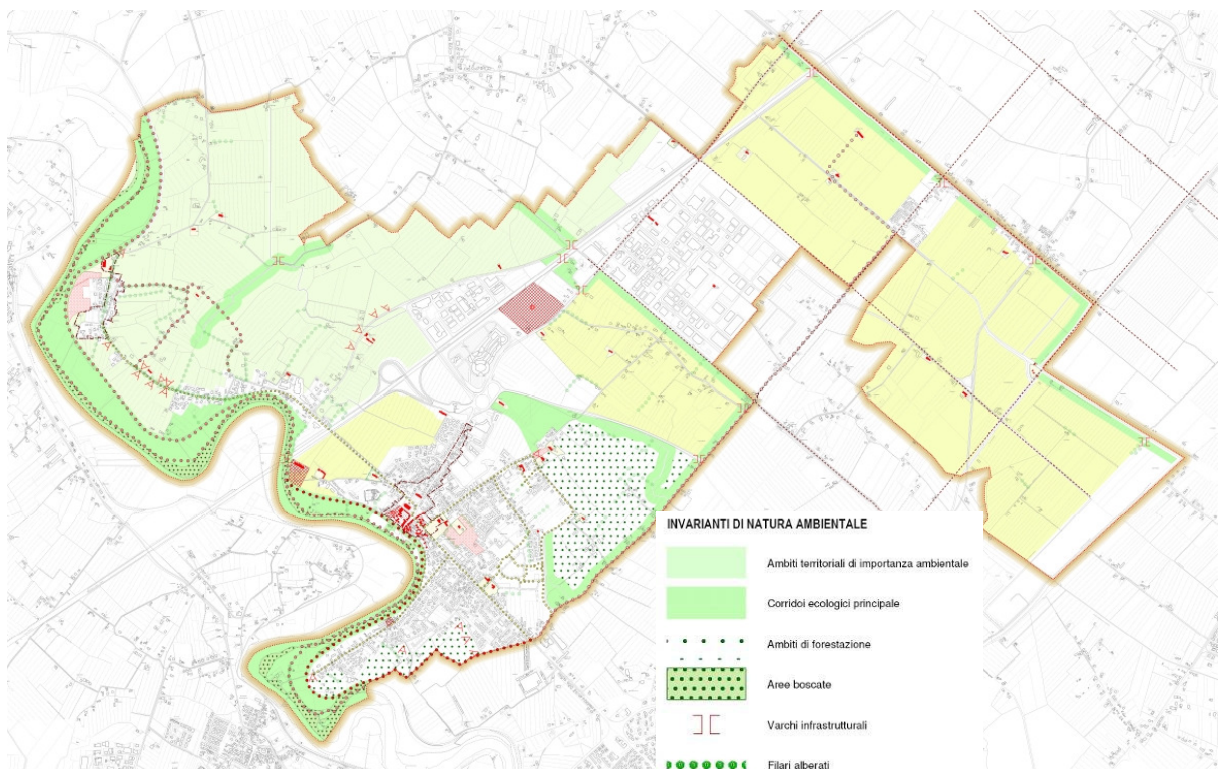 INVARIANTI DI NATURA AMBIENTALE
Ambiti territoriali di importanza ambientale
Corridoi ecologici principale
Ambiti di forestazione
Aree boscate
Varchi infrastrutturali
Filari alberati